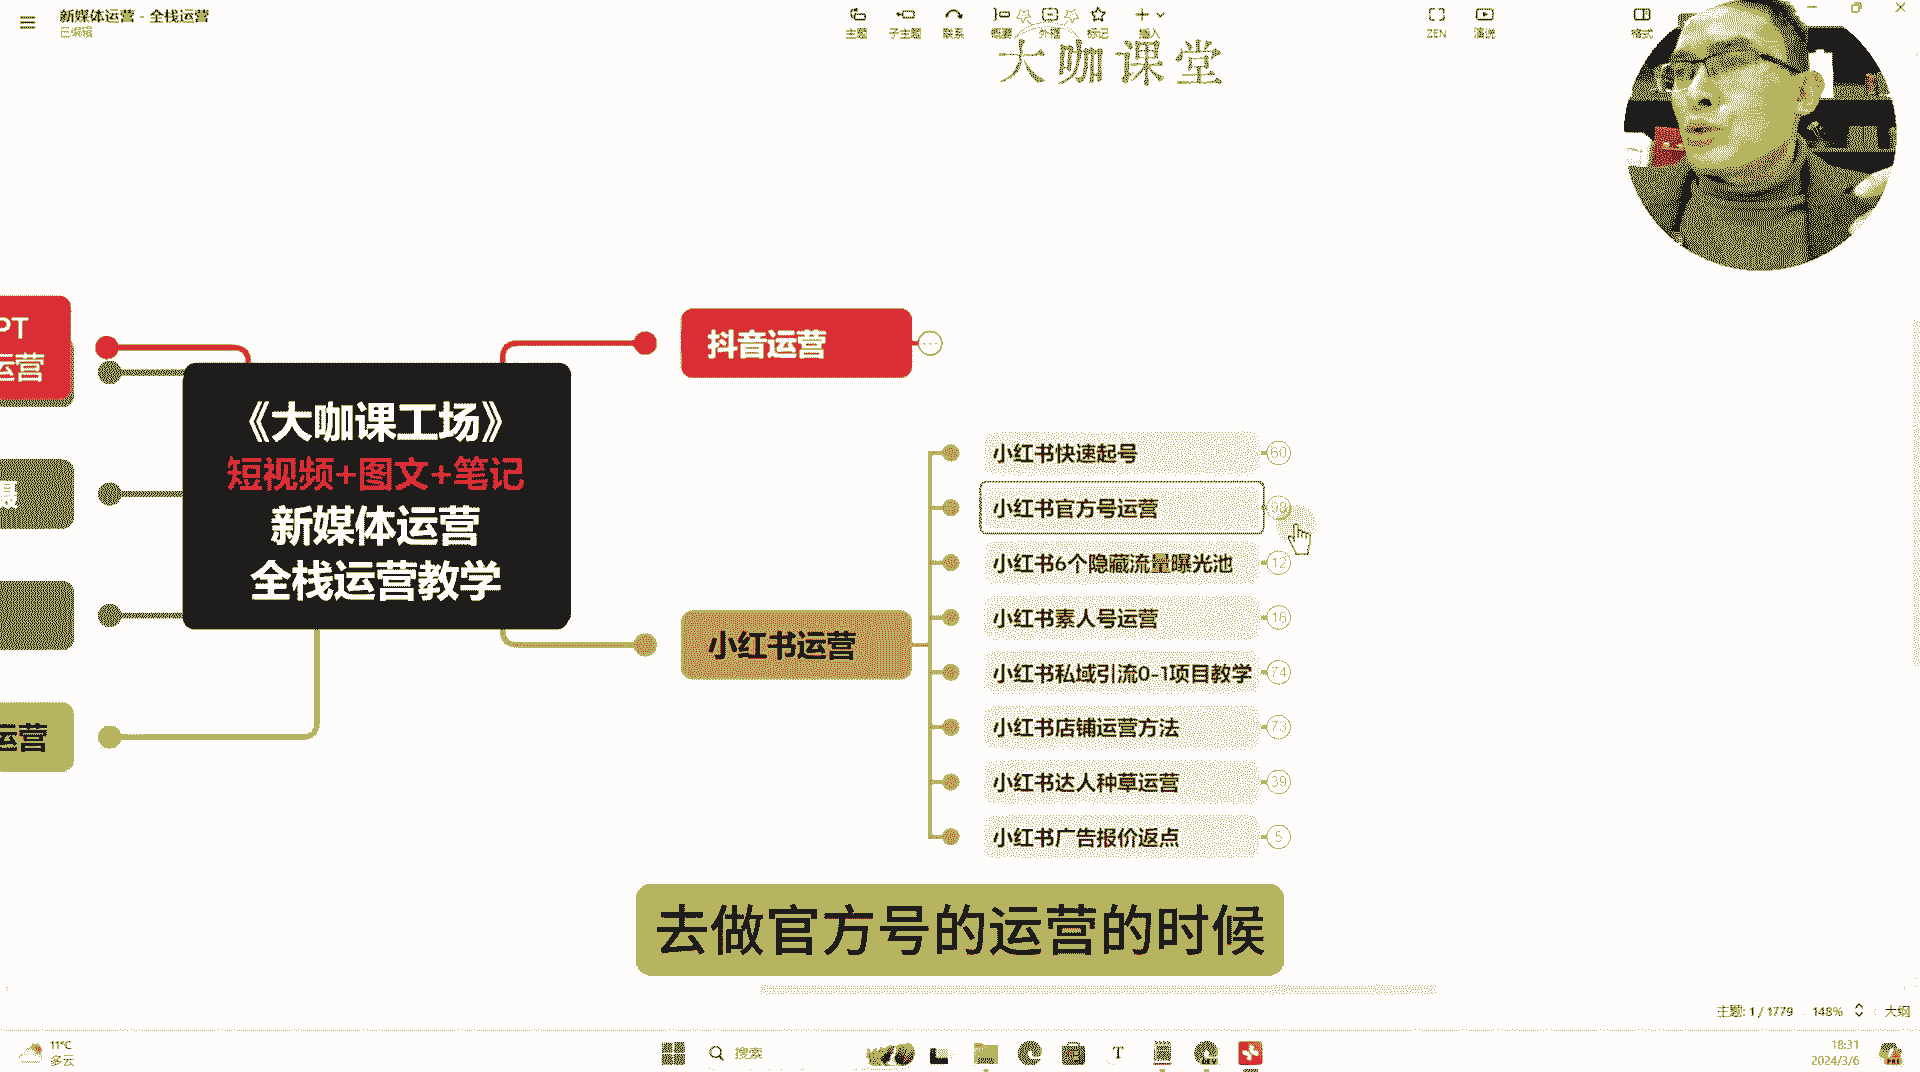 新媒体运营 - 全栈运营
已编辑
主题
子主题
联系
概要
外框
标记
插入
ZEN
演说
格式
大咖课堂
PT
运营
《大咖课工场》
短视频+图文+笔记
新媒体运营
全栈运营教学
运营
抖音运营
小红书运营
小红书快速起号
60
小红书官方号运营
小红书6个隐藏流量曝光池
12
小红书素人号运营
16
小红书私域引流0-1项目教学
74
小红书店铺运营方法
73
小红书达人种草运营
39
小红书广告报价返点
5
去做官方号的运营的时候
主题: 1 / 1779
148%
大纲
11°C
多云
搜索
18:31
2024/3/6